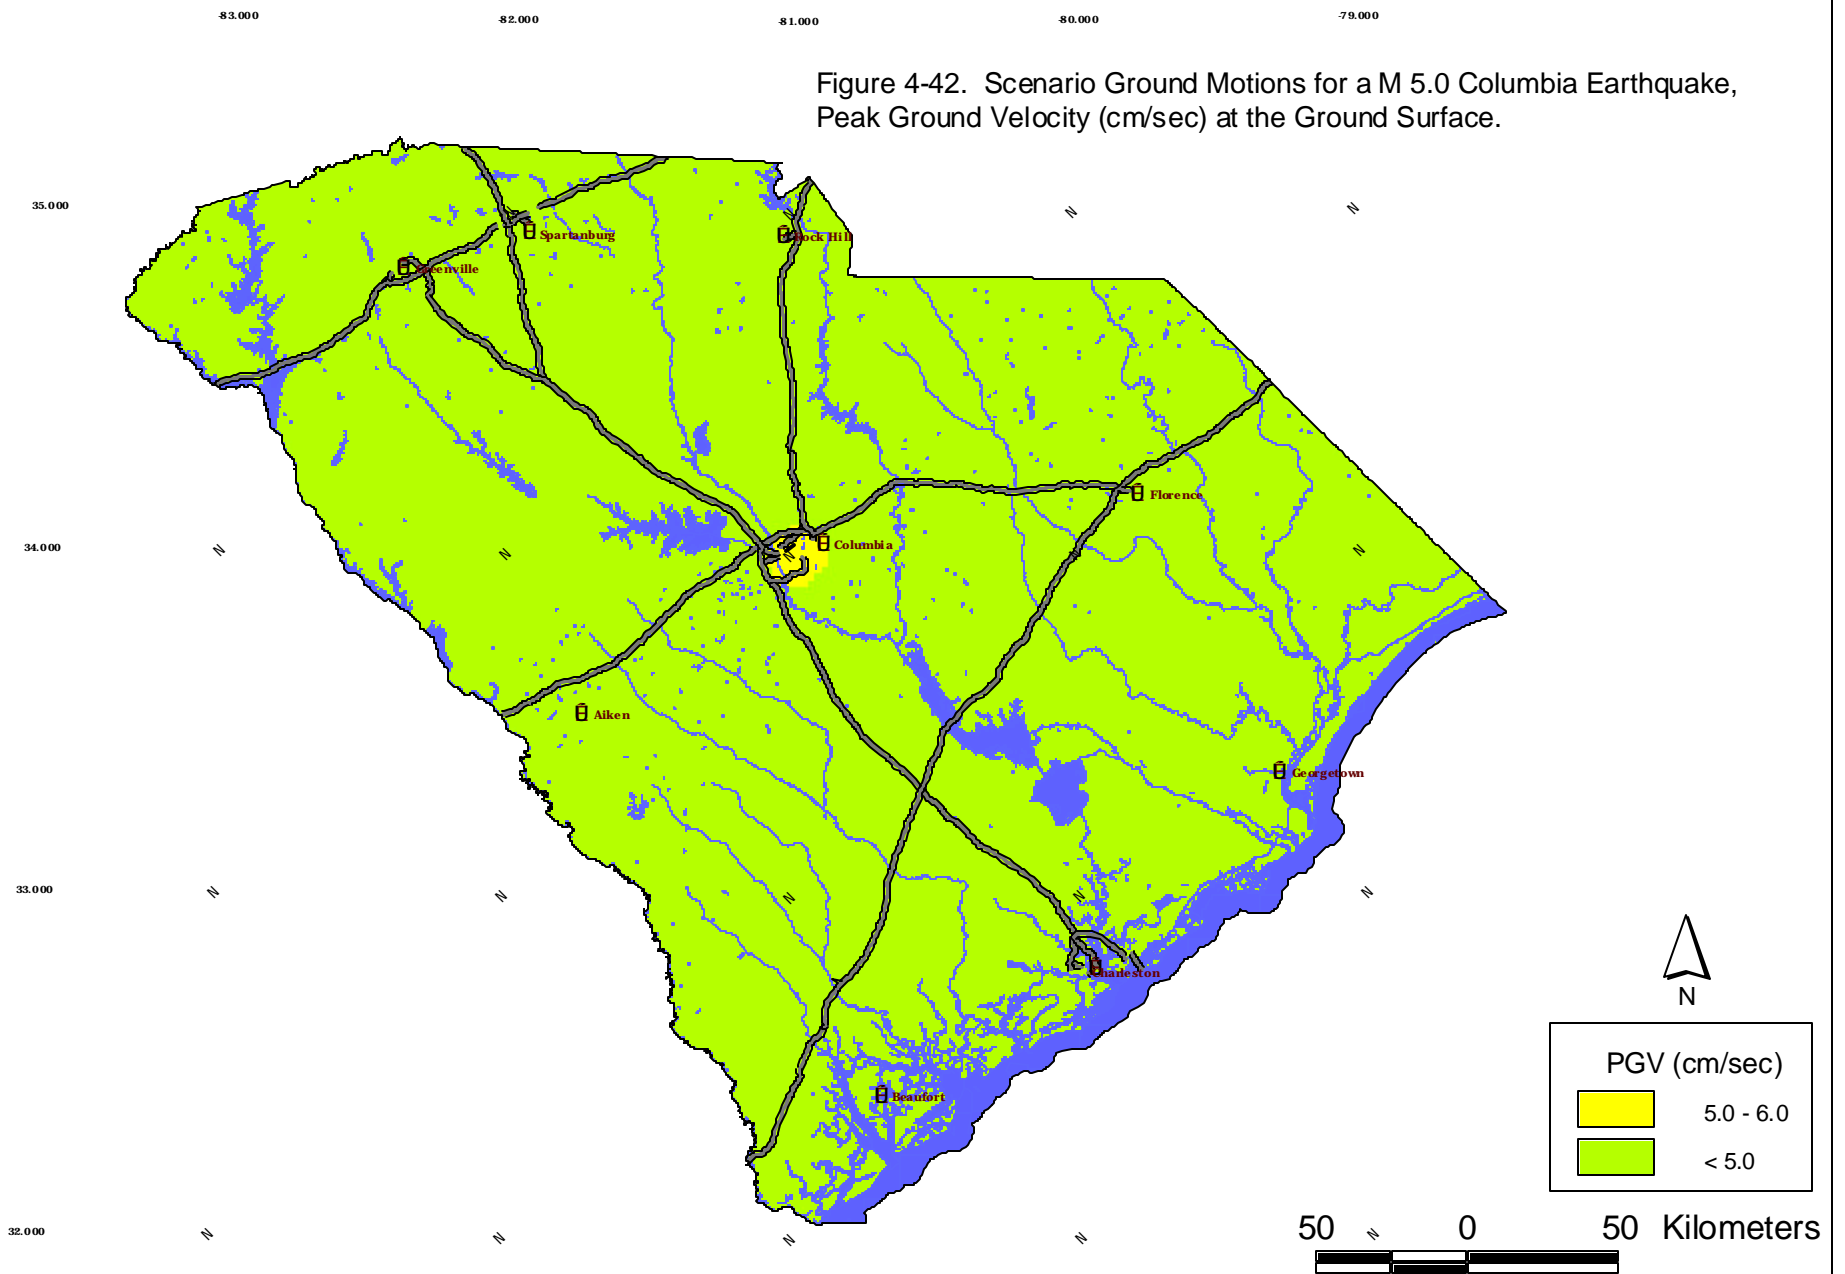 -83.000 -82.000 -81.000 -80.000 -79.000
Figure 4-42. Scenario Ground Motions for a M 5.0 Columbia Earthquake,
Peak Ground Velocity (cm/sec) at the Ground Surface.
35.000
N N N
Spartanburg
Rock Hill
Greenville
Florence
34.000
Columbia
N N N N
Aiken
Georgetown
33.000
N N N N N
Charleston
N
PGV (cm/sec)
5.0 - 6.0
< 5.0
Beaufort
32.000
N N N N N
50 0 50 Kilometers